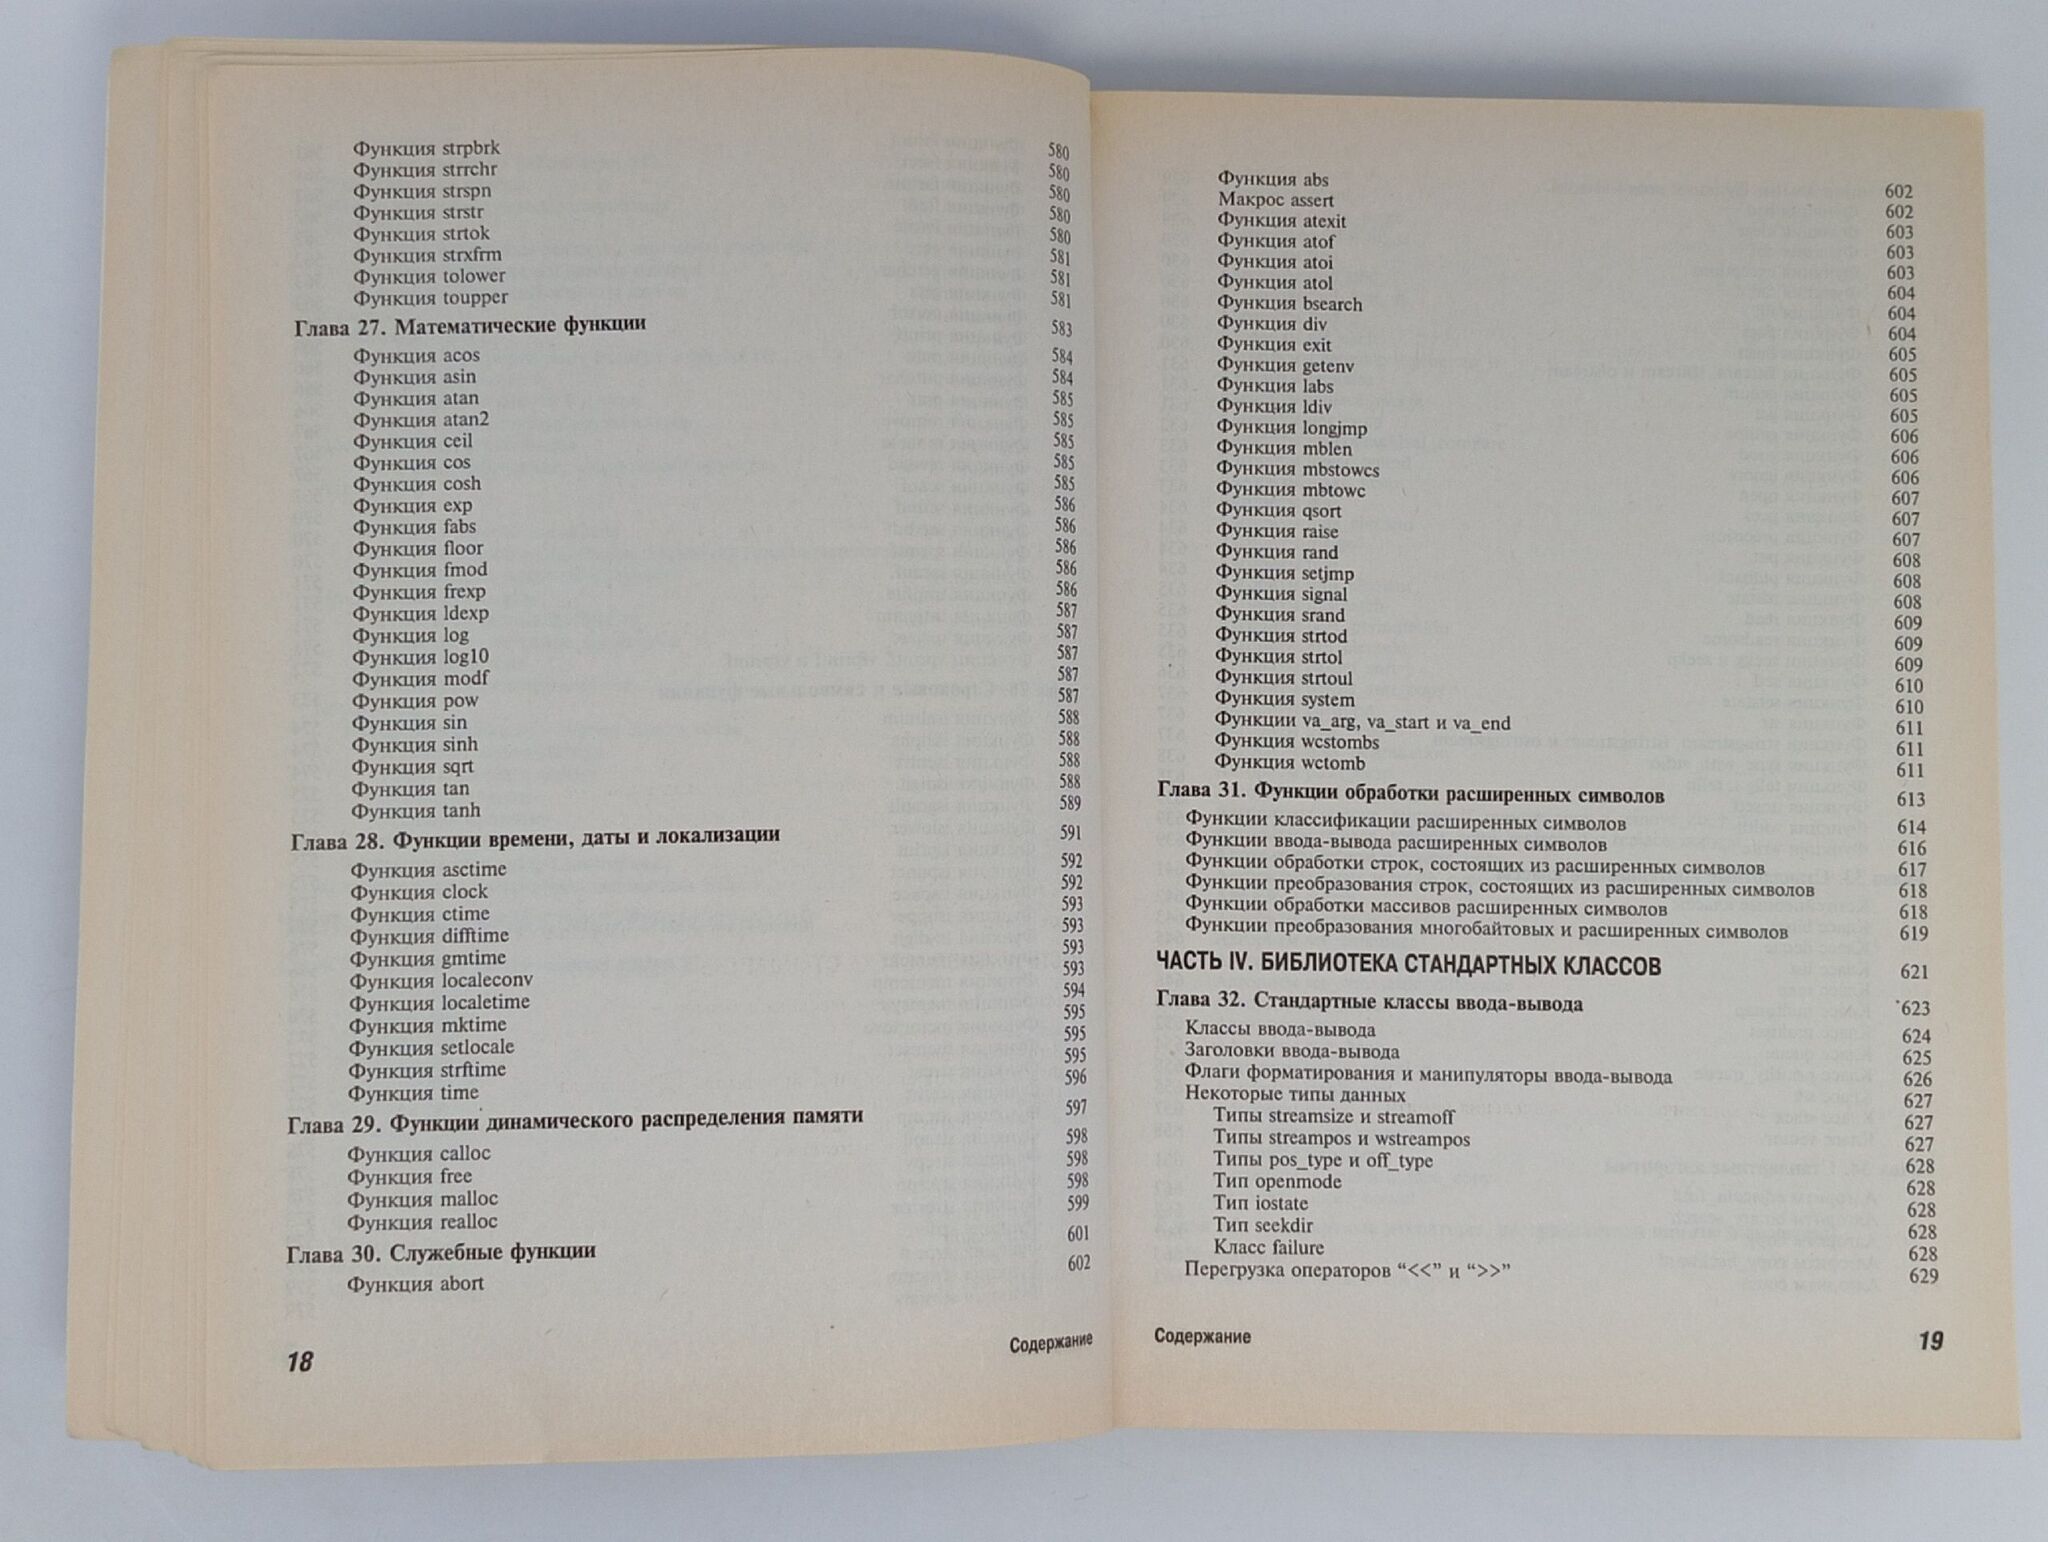 Функция strpbrk 580
Функция strrchr 580
Функция strspn 580
Функция strstr 580
Функция strtok 580
Функция strxfrm 581
Функция tolower 581
Функция toupper 581
Глава 27. Математические функции 583
Функция acos 584
Функция asin 584
Функция atan 585
Функция atan2 585
Функция ceil 585
Функция cos 585
Функция cosh 585
Функция exp 586
Функция fabs 586
Функция floor 586
Функция fmod 586
Функция frexp 586
Функция ldexp 587
Функция log 587
Функция log10 587
Функция modf 587
Функция pow 587
Функция sin 588
Функция sinh 588
Функция sqrt 588
Функция tan 588
Функция tanh 589
Глава 28. Функции времени, даты и локализации 591
Функция asctime 592
Функция clock 592
Функция ctime 593
Функция difftime 593
Функция gmtime 593
Функция localeconv 593
Функция localetime 594
Функция mktime 595
Функция setlocale 595
Функция strftime 595
Функция time 596
Глава 29. Функции динамического распределения памяти 597
Функция calloc 598
Функция free 598
Функция malloc 598
Функция realloc 599
Глава 30. Служебные функции 601
Функция abort 602
18 Содержание
Функция abs 602
Макрос assert 602
Функция atexit 603
Функция atof 603
Функция atoi 603
Функция atol 604
Функция bsearch 604
Функция div 604
Функция exit 605
Функция getenv 605
Функция labs 605
Функция ldiv 605
Функция longjmp 606
Функция mblen 606
Функция mbstowcs 606
Функция mbtowc 607
Функция qsort 607
Функция raise 607
Функция rand 608
Функция setjmp 608
Функция signal 608
Функция srand 609
Функция strtod 609
Функция strtol 609
Функция strtoul 610
Функция system 610
Функции va_arg, va_start и va_end 611
Функция wcstombs 611
Функция wctomb 611
Глава 31. Функции обработки расширенных символов 613
Функции классификации расширенных символов 614
Функции ввода-вывода расширенных символов 616
Функции обработки строк, состоящих из расширенных символов 617
Функции преобразования строк, состоящих из расширенных символов 618
Функции обработки массивов расширенных символов 618
Функции преобразования многобайтовых и расширенных символов 619
ЧАСТЬ IV. БИБЛИОТЕКА СТАНДАРТНЫХ КЛАССОВ 621
Глава 32. Стандартные классы ввода-вывода 623
Классы ввода-вывода 624
Заголовки ввода-вывода 625
Флаги форматирования и манипуляторы ввода-вывода 626
Некоторые типы данных 627
Типы streamsize и streamoff 627
Типы streampos и wstreampos 627
Типы pos_type и off_type 628
Тип openmode 628
Тип iostate 628
Тип seekdir 628
Класс failure 628
Перегрузка операторов “<<” и “>>” 629
Содержание 19